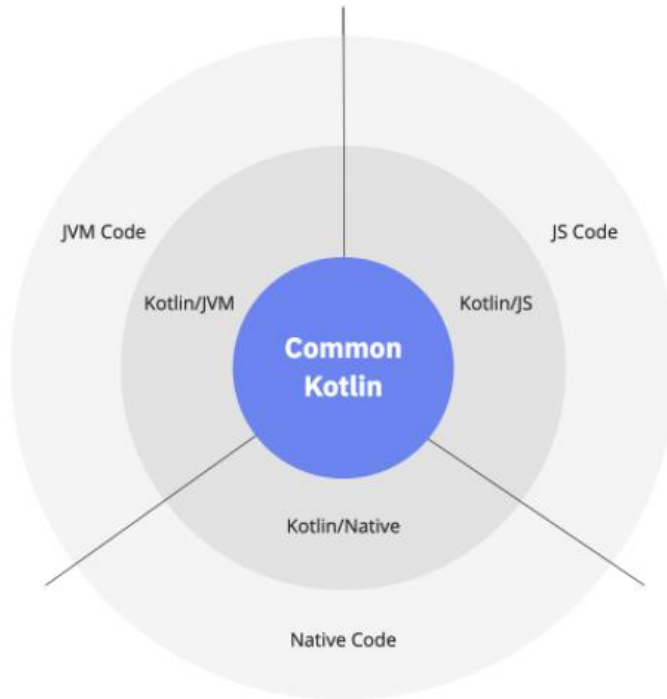 JVM Code
JS Code
Kotlin/JVM
Kotlin/JS
Common
Kotlin
Kotlin/Native
Native Code